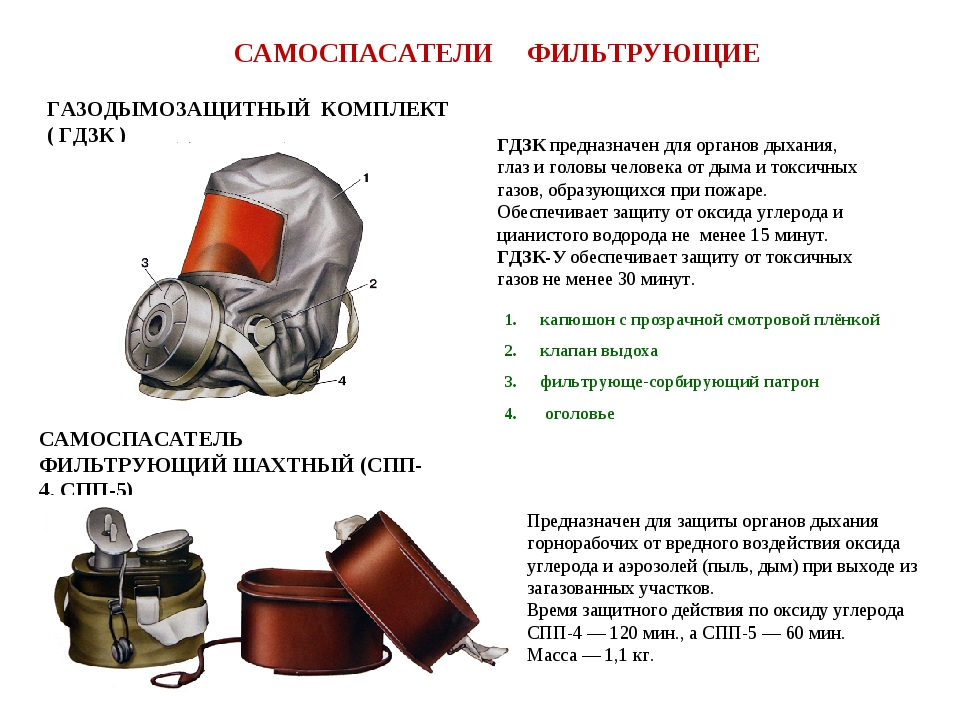 САМОСПАСАТЕЛИ ФИЛЬТРУЮЩИЕ
ГАЗОДЫМОЗАЩИТНЫЙ КОМПЛЕКТ
( ГДЗК )
1
2
3
4
ГДЗК предназначен для органов дыхания,
глаз и головы человека от дыма и токсичных
газов, образующихся при пожаре.
Обеспечивает защиту от оксида углерода и
цианистого водорода не менее 15 минут.
ГДЗК-У обеспечивает защиту от токсичных
газов не менее 30 минут.
1. капюшон с прозрачной смотровой плёнкой
2. клапан выдоха
3. фильтрующе-сорбирующий патрон
4. оголовье
САМОСПАСАТЕЛЬ
ФИЛЬТРУЮЩИЙ ШАХТНЫЙ (СПП-
4, СПП-5)
Предназначен для защиты органов дыхания
горнорабочих от вредного воздействия оксида
углерода и аэрозолей (пыль, дым) при выходе из
загазованных участков.
Время защитного действия по оксиду углерода
СПП-4 — 120 мин., а СПП-5 — 60 мин.
Масса — 1,1 кг.